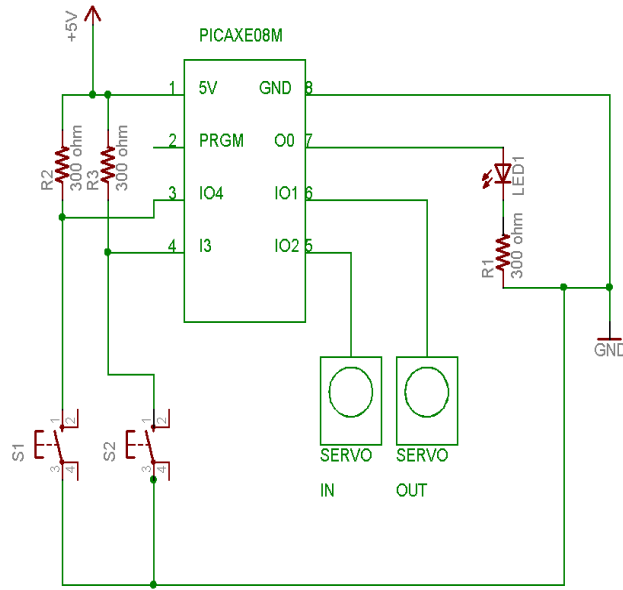 +5V
PICAXE08M
1 5V GND 8
2 PRGM O0 7
3 IO4 IO1 6
4 I3 IO2 5
R2
300 ohm
R3
300 ohm
LED1
R1
300 ohm
GND
S1
1 2
3 4
S2
1 2
3 4
SERVO
IN
SERVO
OUT